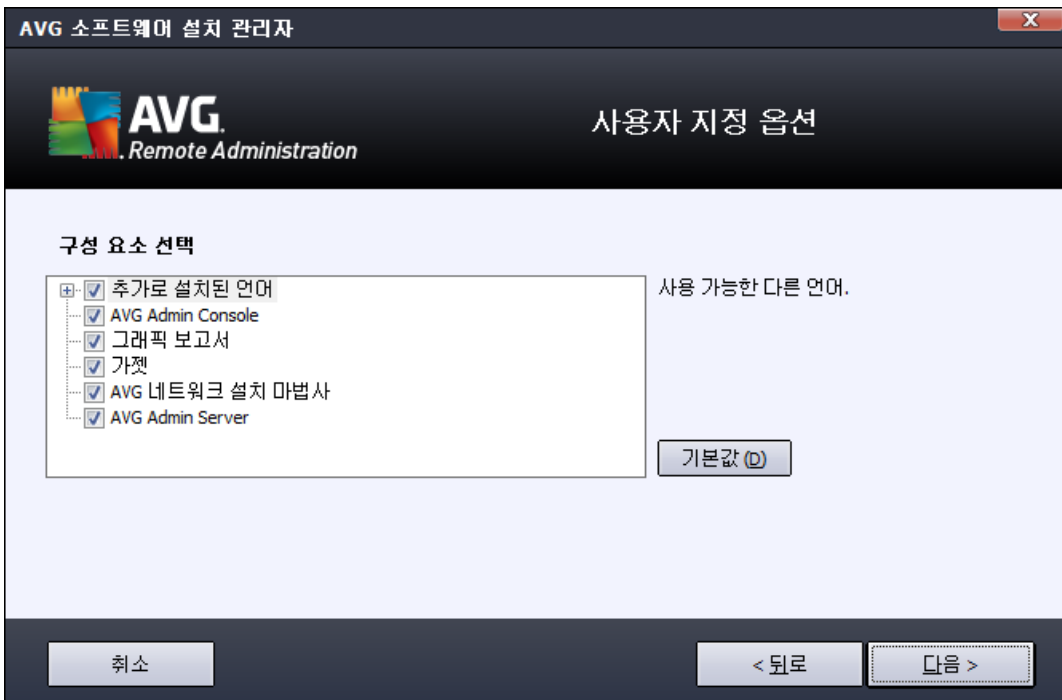 AVG 소프트웨어 설치 관리자
AVG.
Remote Administration
사용자 지정 옵션
구성 요소 선택
추가로 설치된 언어
AVG Admin Console
그래픽 보고서
가젯
AVG 네트워크 설치 마법사
AVG Admin Server
사용 가능한 다른 언어.
기본값 (D)
취소
< 뒤로
다음 >